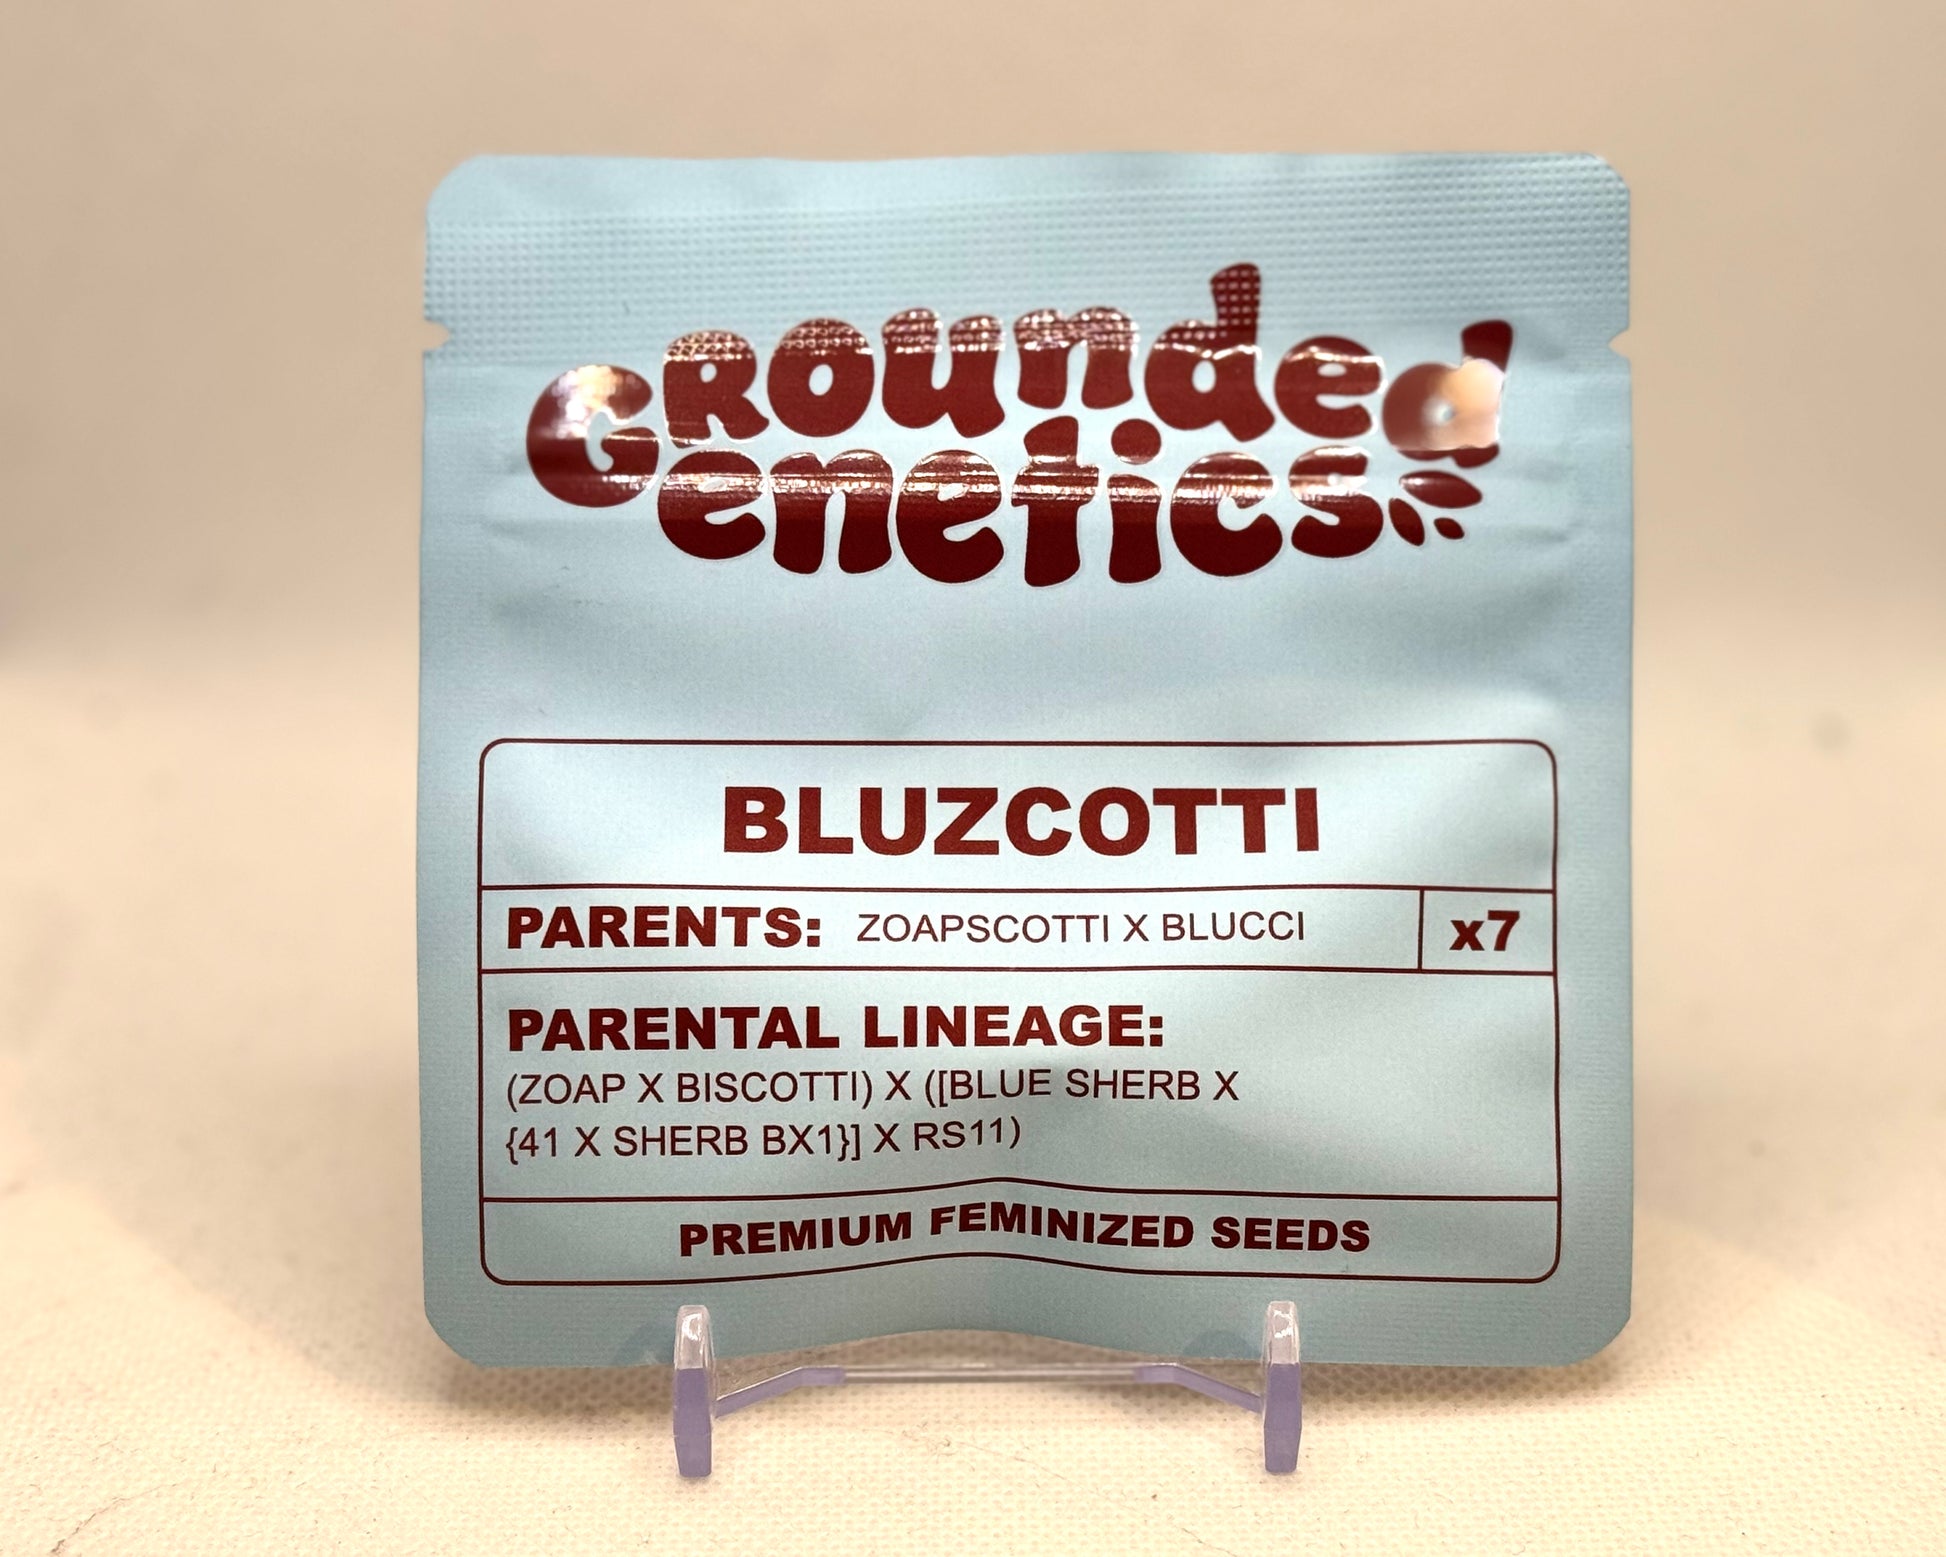 Grounded
Genetics
BLUZCOTTI
PARENTS: ZOAPSCOTTI X BLUCCI x7
PARENTAL LINEAGE:
(ZOAP X BISCOTTI) X ([BLUE SHERB X
{41 X SHERB BX1}] X RS11)
PREMIUM FEMINIZED SEEDS